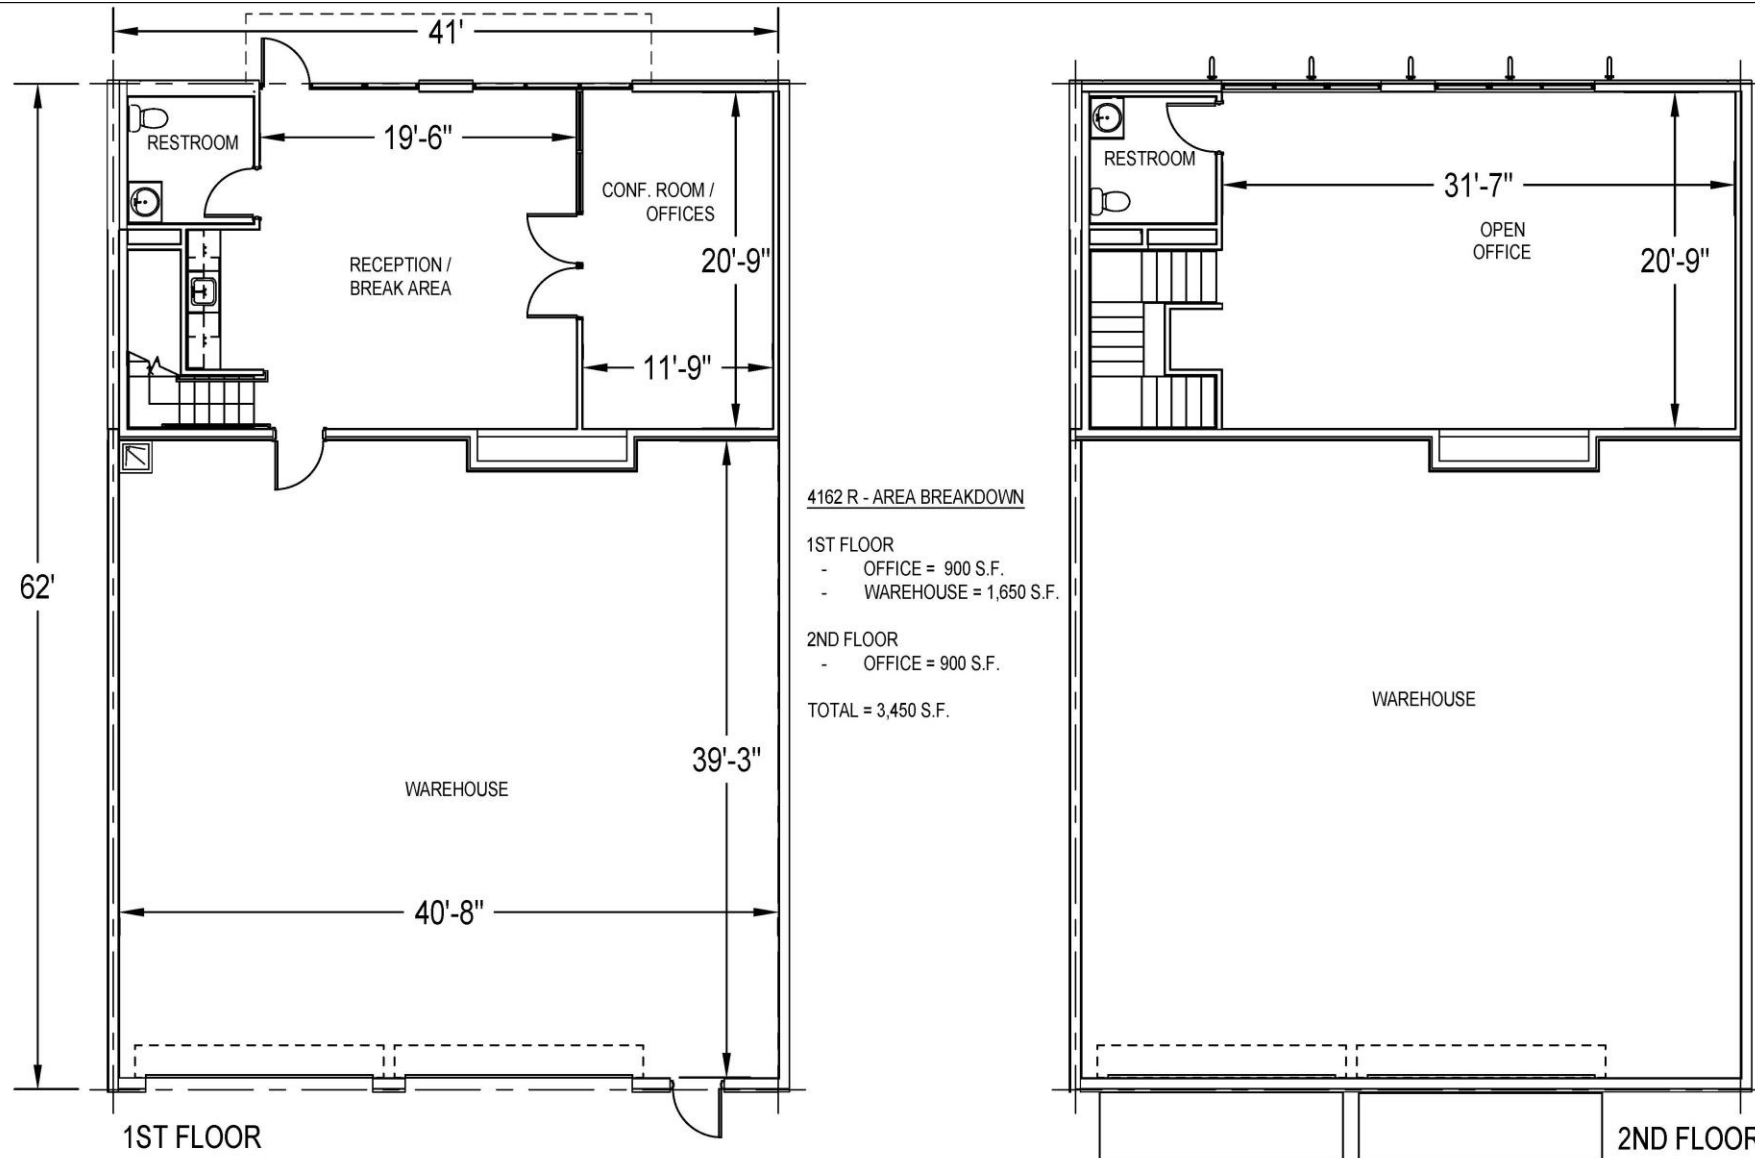 41'
19'-6"
RESTROOM
CONF. ROOM /
OFFICES
RECEPTION /
BREAK AREA
20'-9"
11'-9"
62'
39'-3"
WAREHOUSE
40'-8"
1ST FLOOR
4162 R - AREA BREAKDOWN
1ST FLOOR
- OFFICE = 900 S.F.
- WAREHOUSE = 1,650 S.F.
2ND FLOOR
- OFFICE = 900 S.F.
TOTAL = 3,450 S.F.
RESTROOM
31'-7"
OPEN
OFFICE
20'-9"
WAREHOUSE
2ND FLOOR